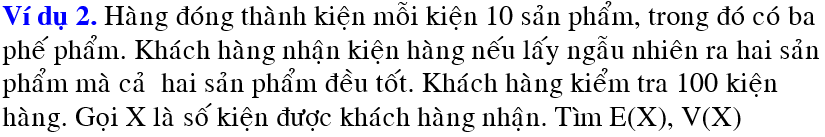 Ví dụ 2. Hàng đóng thành kiện mỗi kiện 10 sản phẩm, trong đó có ba
phế phẩm. Khách hàng nhận kiện hàng nếu lấy ngẫu nhiên ra hai sản
phẩm mà cả hai sản phẩm đều tốt. Khách hàng kiểm tra 100 kiện
hàng. Gọi X là số kiện được khách hàng nhận. Tìm E(X), V(X)